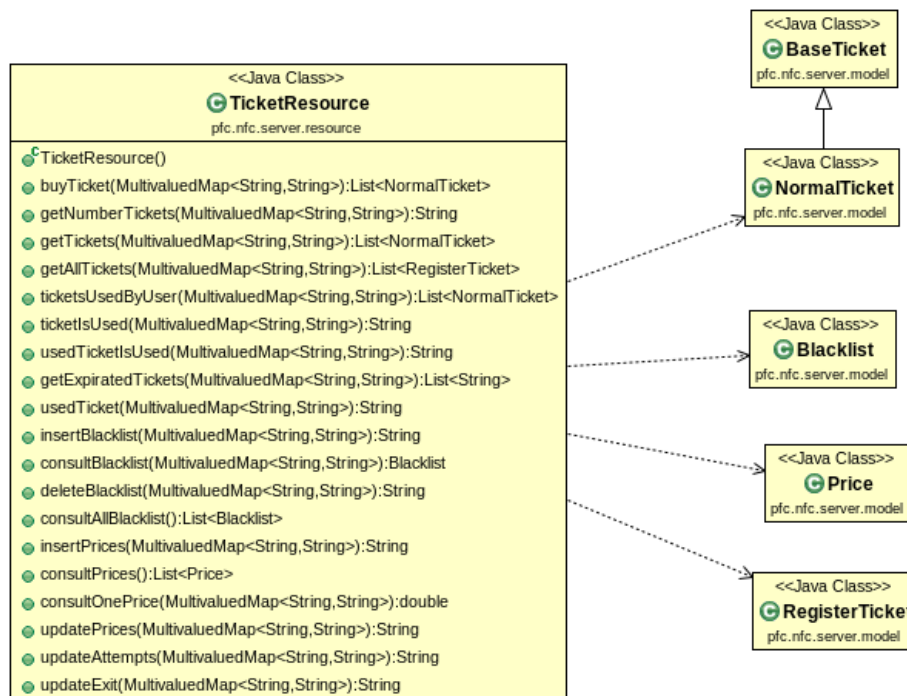 <<Java Class>>
TicketResource
pfc.nfc.server.resource
TicketResource()
buyTicket(MultivaluedMap<String,String>):List<NormalTicket>
getNumberTickets(MultivaluedMap<String,String>):String
getTickets(MultivaluedMap<String,String>):List<NormalTicket>
getAllTickets(MultivaluedMap<String,String>):List<RegisterTicket>
ticketsUsedByUser(MultivaluedMap<String,String>):List<NormalTicket>
ticketIsUsed(MultivaluedMap<String,String>):String
usedTicketIsUsed(MultivaluedMap<String,String>):String
getExpiratedTickets(MultivaluedMap<String,String>):List<String>
usedTicket(MultivaluedMap<String,String>):String
insertBlacklist(MultivaluedMap<String,String>):String
consultBlacklist(MultivaluedMap<String,String>):Blacklist
deleteBlacklist(MultivaluedMap<String,String>):String
consultAllBlacklist():List<Blacklist>
insertPrices(MultivaluedMap<String,String>):String
consultPrices():List<Price>
consultOnePrice(MultivaluedMap<String,String>):double
updatePrices(MultivaluedMap<String,String>):String
updateAttempts(MultivaluedMap<String,String>):String
updateExit(MultivaluedMap<String,String>):String
<<Java Class>>
BaseTicket
pfc.nfc.server.model
<<Java Class>>
NormalTicket
pfc.nfc.server.model
<<Java Class>>
Blacklist
pfc.nfc.server.model
<<Java Class>>
Price
pfc.nfc.server.model
<<Java Class>>
RegisterTicket
pfc.nfc.server.model